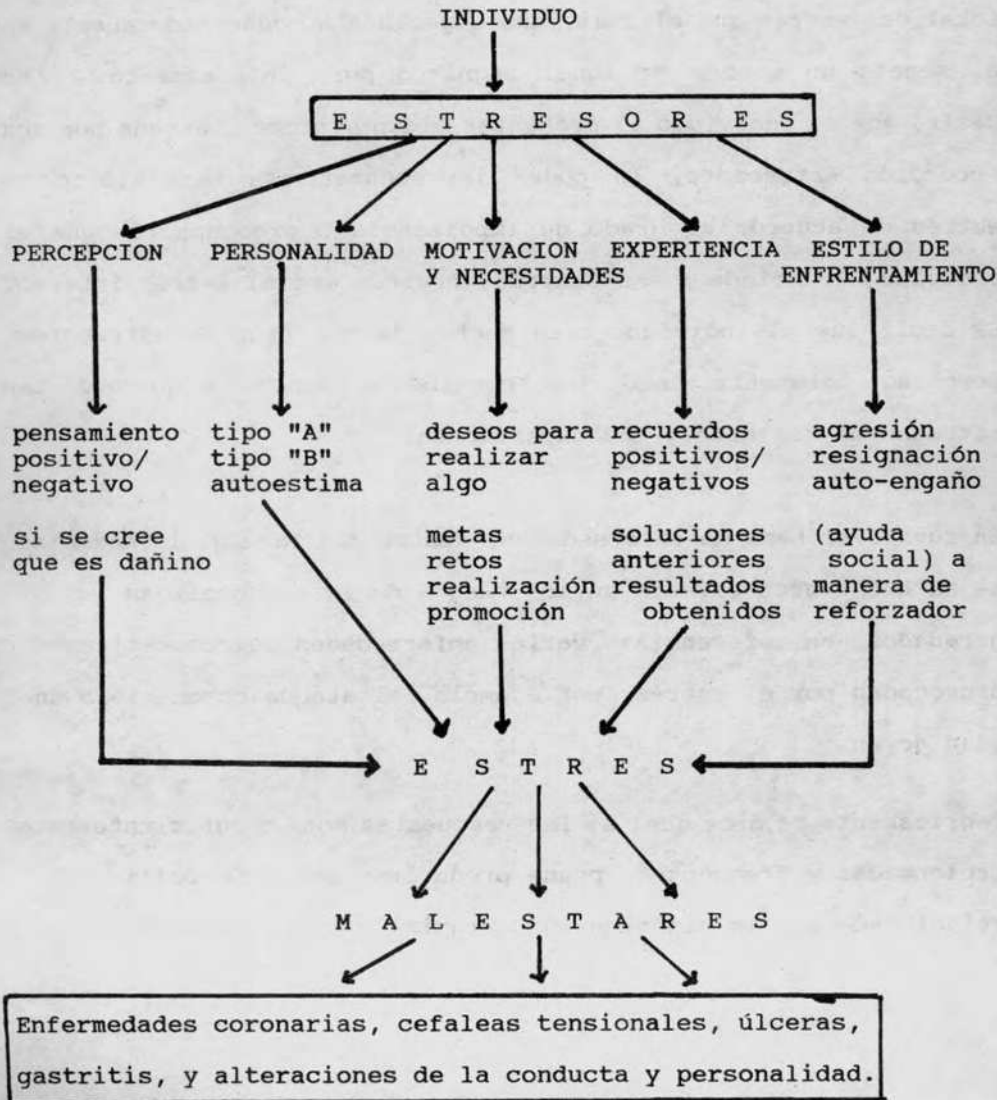 INDIVIDUO
E S T R E S O R E S
PERCEPCION
PERSONALIDAD
MOTIVACION
Y NECESIDADES
EXPERIENCIA
ESTILO DE
ENFRENTAMIENTO
pensamiento
positivo/
negativo
si se cree
que es dañino
tipo "A"
tipo "B"
autoestima
deseos para
realizar
algo
metas
retos
realización
promoción
recuerdos
positivos/
negativos
soluciones
anteriores
resultados
obtenidos
agresión
resignación
auto-engaño
(ayuda
social) a
manera de
reforzador
E S T R E S
M A L E S T A R E S
Enfermedades coronarias, cefaleas tensionales, úlceras,
gastritis, y alteraciones de la conducta y personalidad.